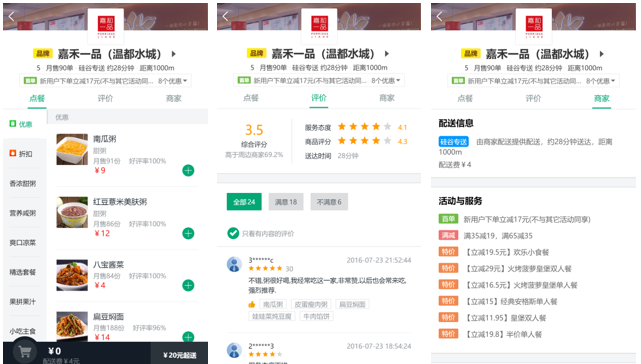 嘉和一品
品牌 嘉禾一品（温都水城）
5 月售90单 硅谷专送 约28分钟 距离1000m
首单 新用户下单立减17元(不与其它活动同... 8个优惠
点餐 评价 商家
优惠
折扣
香浓甜粥
营养咸粥
爽口凉菜
精选套餐
果拼果汁
小吃主食
优惠
南瓜粥
甜粥
月售91份 好评率100%
￥9
红豆薏米美肤粥
甜粥
月售86份 好评率100%
￥12
八宝酱菜
月售84份 好评率100%
￥4
扁豆焖面
月售188份 好评率96%
￥14
￥0
配送费￥4元
￥20元起送
嘉和一品
品牌 嘉禾一品（温都水城）
5 月售90单 硅谷专送 约28分钟 距离1000m
首单 新用户下单立减17元(不与其它活动同... 8个优惠
点餐 评价 商家
3.5
综合评分
高于周边商家69.2%
服务态度 4.1
商品评分 4.3
送达时间 28分钟
全部 24 满意 18 不满意 6
只看有内容的评价
3******c 2016-07-23 21:52:44
30
不错,粥很好喝,我经常吃这一家,非常赞,以后也会常来吃,
强烈推荐.
南瓜粥 皮蛋瘦肉粥 扁豆焖面
娃娃菜炖豆腐 牛肉馅饼
2******3 2016-07-23 18:54:24
嘉和一品
品牌 嘉禾一品（温都水城）
5 月售90单 硅谷专送 约28分钟 距离1000m
首单 新用户下单立减17元(不与其它活动同... 8个优惠
点餐 评价 商家
配送信息
硅谷专送 由商家配送提供配送，约28分钟送达，距离
1000m
配送费￥4
活动与服务
首单 新用户下单立减17元(不与其它活动同享)
满减 满35减19，满65减35
特价 【立减19.5元】欢乐小食餐
特价 【立减29元】火烤菠萝皇堡双人餐
特价 【立减16.5元】火烤菠萝皇堡单人餐
特价 【立减15】经典安格斯单人餐
特价 【立减11.95】皇堡双人餐
特价 【立减19.8】半价单人餐